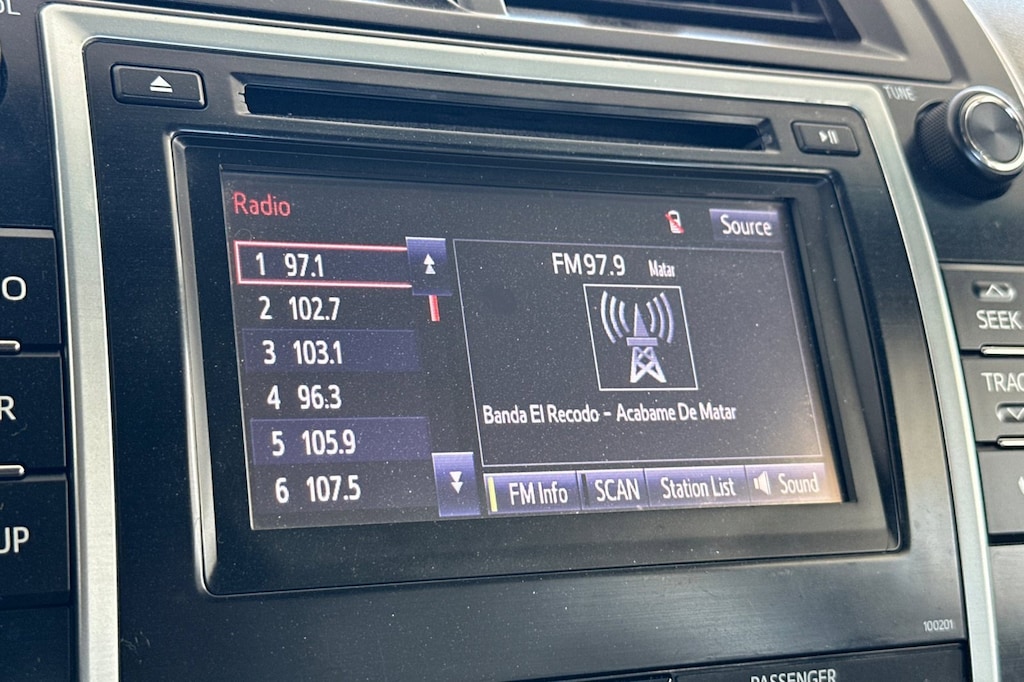 TUNE
Radio
Source
1 97.1
FM97.9 Matar
2 102.7
3 103.1
4 96.3
Banda El Recodo - Acabame De Matar
5 105.9
6 107.5
FM Info SCAN Station List Sound
SEEK
UP
100201
PASSENGER